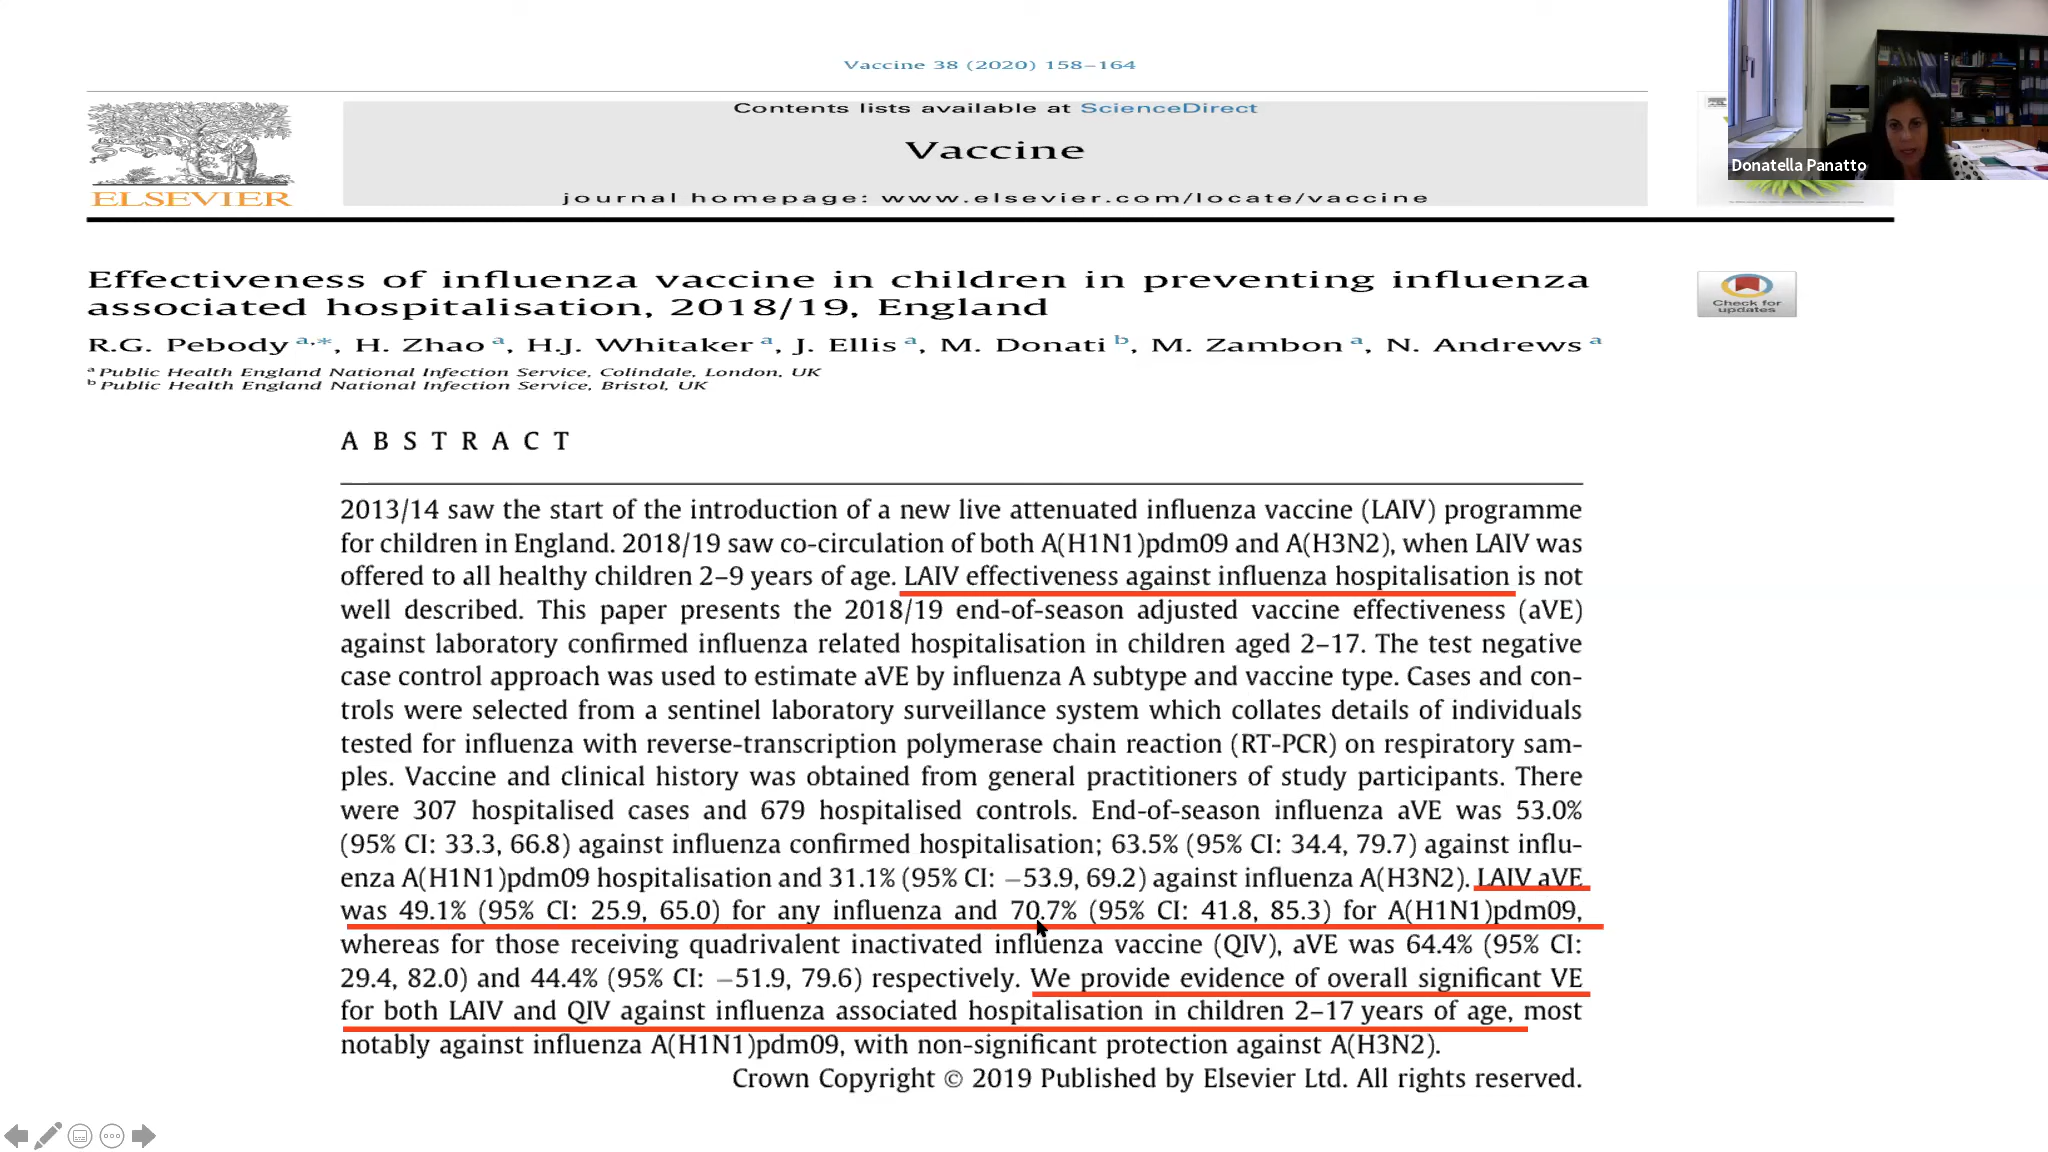 Vaccine 38 (2020) 158–164
Contents lists available at ScienceDirect
Vaccine
journal homepage: www.elsevier.com/locate/vaccine
ELSEVIER
Donatella Panatto
Effectiveness of influenza vaccine in children in preventing influenza
associated hospitalisation, 2018/19, England
Check for
updates
R.G. Pebody a,*, H. Zhao a, H.J. Whitaker a, J. Ellis a, M. Donati b, M. Zambon a, N. Andrews a
a Public Health England National Infection Service, Colindale, London, UK
b Public Health England National Infection Service, Bristol, UK
A B S T R A C T
2013/14 saw the start of the introduction of a new live attenuated influenza vaccine (LAIV) programme
for children in England. 2018/19 saw co-circulation of both A(H1N1)pdm09 and A(H3N2), when LAIV was
offered to all healthy children 2–9 years of age. LAIV effectiveness against influenza hospitalisation is not
well described. This paper presents the 2018/19 end-of-season adjusted vaccine effectiveness (aVE)
against laboratory confirmed influenza related hospitalisation in children aged 2–17. The test negative
case control approach was used to estimate aVE by influenza A subtype and vaccine type. Cases and con-
trols were selected from a sentinel laboratory surveillance system which collates details of individuals
tested for influenza with reverse-transcription polymerase chain reaction (RT-PCR) on respiratory sam-
ples. Vaccine and clinical history was obtained from general practitioners of study participants. There
were 307 hospitalised cases and 679 hospitalised controls. End-of-season influenza aVE was 53.0%
(95% CI: 33.3, 66.8) against influenza confirmed hospitalisation; 63.5% (95% CI: 34.4, 79.7) against influ-
enza A(H1N1)pdm09 hospitalisation and 31.1% (95% CI: −53.9, 69.2) against influenza A(H3N2). LAIV aVE
was 49.1% (95% CI: 25.9, 65.0) for any influenza and 70.7% (95% CI: 41.8, 85.3) for A(H1N1)pdm09,
whereas for those receiving quadrivalent inactivated influenza vaccine (QIV), aVE was 64.4% (95% CI:
29.4, 82.0) and 44.4% (95% CI: −51.9, 79.6) respectively. We provide evidence of overall significant VE
for both LAIV and QIV against influenza associated hospitalisation in children 2–17 years of age, most
notably against influenza A(H1N1)pdm09, with non-significant protection against A(H3N2).
Crown Copyright © 2019 Published by Elsevier Ltd. All rights reserved.